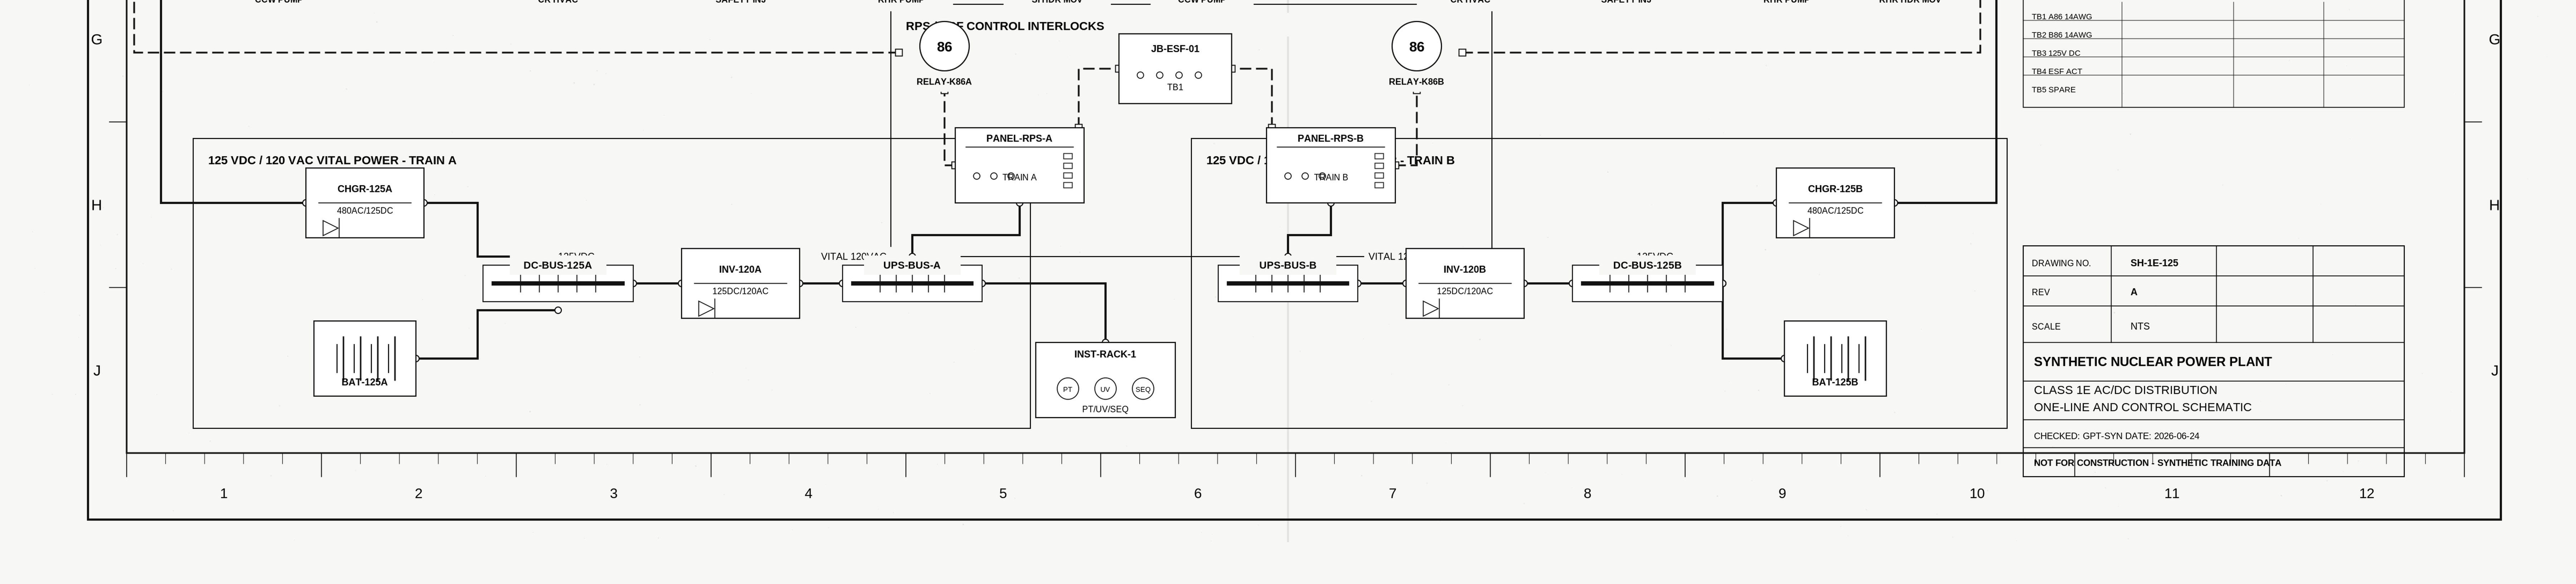 CONTROL INTERLOCKS
G
G
TB1 A86 14AWG
TB2 B86 14AWG
TB3 125V DC
TB4 ESF ACT
TB5 SPARE
86
RELAY-K86A
JB-ESF-01
TB1
86
RELAY-K86B
PANEL-RPS-A
TRAIN A
PANEL-RPS-B
TRAIN B
125 VDC / 120 VAC VITAL POWER - TRAIN A
125 VDC /
- TRAIN B
H
H
CHGR-125A
480AC/125DC
CHGR-125B
480AC/125DC
VITAL
VITAL
DC-BUS-125A
INV-120A
125DC/120AC
UPS-BUS-A
UPS-BUS-B
INV-120B
125DC/120AC
DC-BUS-125B
BAT-125A
INST-RACK-1
PT
UV
SEQ
PT/UV/SEQ
BAT-125B
J
J
DRAWING NO. SH-1E-125
REV A
SCALE NTS
SYNTHETIC NUCLEAR POWER PLANT
CLASS 1E AC/DC DISTRIBUTION
ONE-LINE AND CONTROL SCHEMATIC
CHECKED: GPT-SYN DATE: 2026-06-24
NOT FOR CONSTRUCTION - SYNTHETIC TRAINING DATA
1 2 3 4 5 6 7 8 9 10 11 12